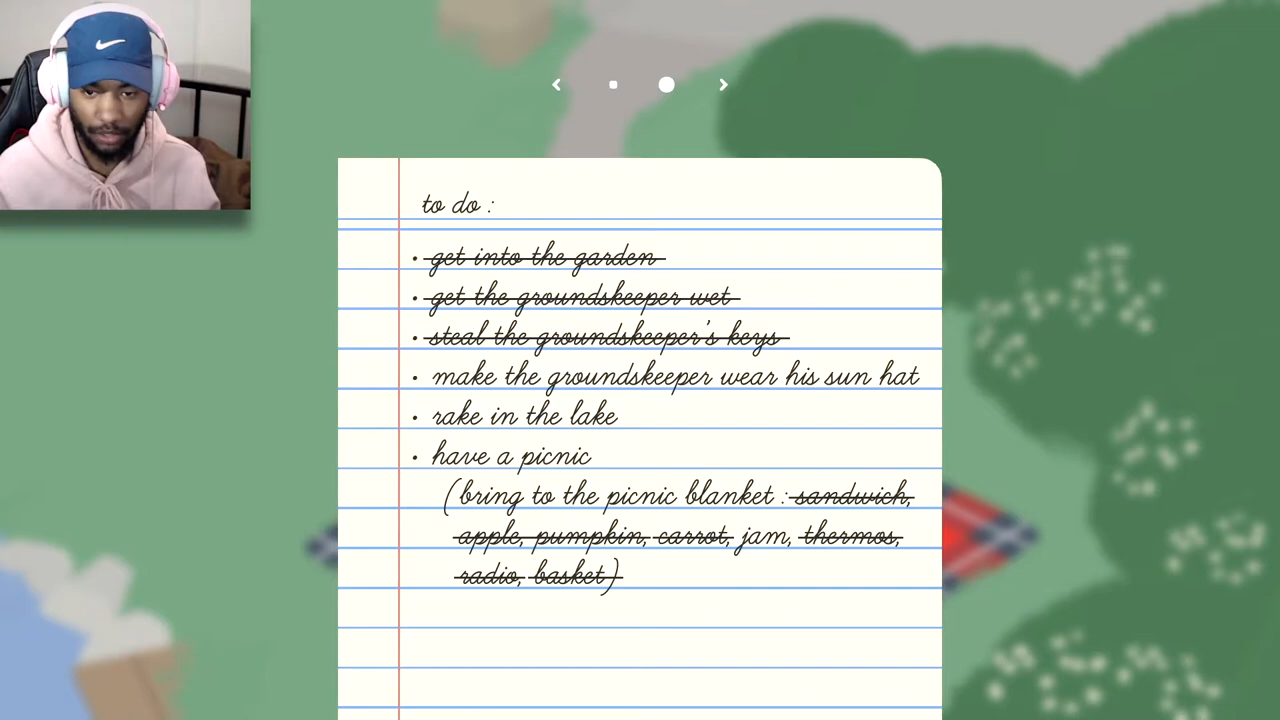 to do :
• get into the garden
• get the groundskeeper wet
• steal the groundskeeper's keys
• make the groundskeeper wear his sun hat
• rake in the lake
• have a picnic
(bring to the picnic blanket : sandwich,
apple, pumpkin, carrot, jam, thermos,
radio, basket)